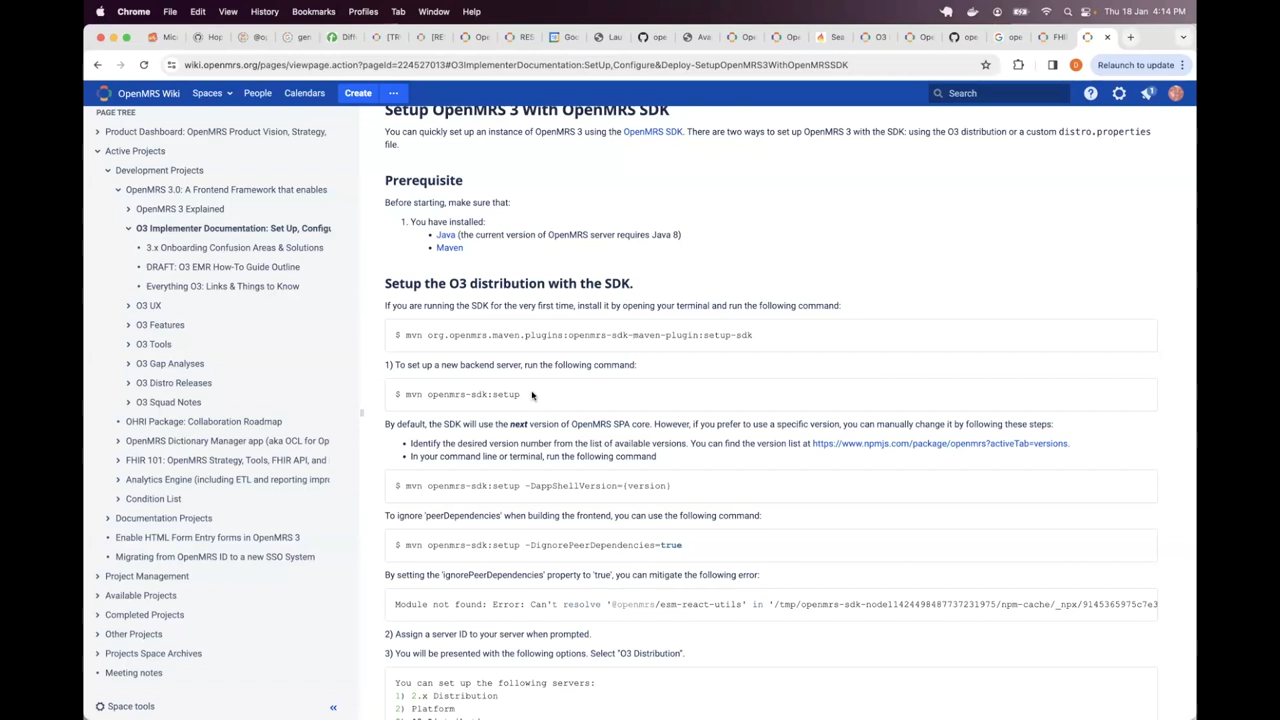 Chrome File Edit View History Bookmarks Profiles Tab Window Help Thu 18 Jan 4:14 PM
Mic Hop @o gen Diff [TR [RE Ope RES Goo Lau ope Ava Ope Ope Sea O3 Ope ope ope FHI
wiki.openmrs.org/pages/viewpage.action?pageId=224527013#O3ImplementerDocumentation:SetUp,Configure&Deploy-SetupOpenMRS3WithOpenMRSSDK D Relaunch to update
OpenMRS Wiki Spaces People Calendars Create ··· Search
PAGE TREE
Product Dashboard: OpenMRS Product Vision, Strategy,
Active Projects
Development Projects
OpenMRS 3.0: A Frontend Framework that enables
OpenMRS 3 Explained
O3 Implementer Documentation: Set Up, Configu
3.x Onboarding Confusion Areas & Solutions
DRAFT: O3 EMR How-To Guide Outline
Everything O3: Links & Things to Know
O3 UX
O3 Features
O3 Tools
O3 Gap Analyses
O3 Distro Releases
O3 Squad Notes
OHRI Package: Collaboration Roadmap
OpenMRS Dictionary Manager app (aka OCL for Op
FHIR 101: OpenMRS Strategy, Tools, FHIR API, and
Analytics Engine (including ETL and reporting impro
Condition List
Documentation Projects
Enable HTML Form Entry forms in OpenMRS 3
Migrating from OpenMRS ID to a new SSO System
Project Management
Available Projects
Completed Projects
Other Projects
Projects Space Archives
Meeting notes
Space tools «
Setup OpenMRS 3 With OpenMRS SDK
You can quickly set up an instance of OpenMRS 3 using the OpenMRS SDK. There are two ways to set up OpenMRS 3 with the SDK: using the O3 distribution or a custom distro.properties
file.
Prerequisite
Before starting, make sure that:
1. You have installed:
• Java (the current version of OpenMRS server requires Java 8)
• Maven
Setup the O3 distribution with the SDK.
If you are running the SDK for the very first time, install it by opening your terminal and run the following command:
$ mvn org.openmrs.maven.plugins:openmrs-sdk-maven-plugin:setup-sdk
1) To set up a new backend server, run the following command:
$ mvn openmrs-sdk:setup
By default, the SDK will use the next version of OpenMRS SPA core. However, if you prefer to use a specific version, you can manually change it by following these steps:
• Identify the desired version number from the list of available versions. You can find the version list at https://www.npmjs.com/package/openmrs?activeTab=versions.
• In your command line or terminal, run the following command
$ mvn openmrs-sdk:setup -DappShellVersion={version}
To ignore 'peerDependencies' when building the frontend, you can use the following command:
$ mvn openmrs-sdk:setup -DignorePeerDependencies=true
By setting the 'ignorePeerDependencies' property to 'true', you can mitigate the following error:
Module not found: Error: Can't resolve '@openmrs/esm-react-utils' in '/tmp/openmrs-sdk-node11424498487737231975/npm-cache/_npx/9145365975c7e3
2) Assign a server ID to your server when prompted.
3) You will be presented with the following options. Select "O3 Distribution".
You can set up the following servers:
1) 2.x Distribution
2) Platform